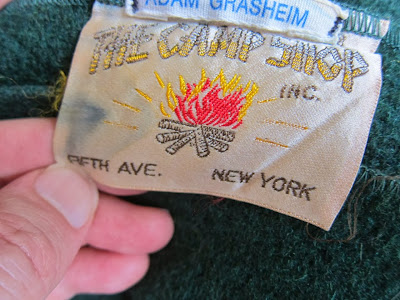 ADAM GRASHEIM
THE CAMP SHOP
INC.
FIFTH AVE. NEW YORK